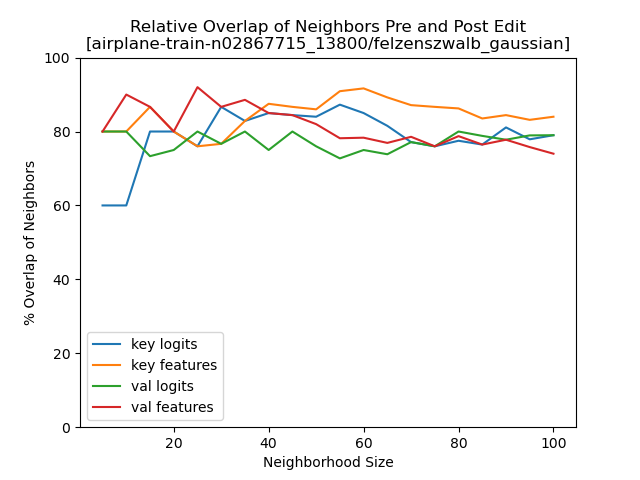 Relative Overlap of Neighbors Pre and Post Edit
[airplane-train-n02867715_13800/felzenszwalb_gaussian]
100
80
60
40
20
0
% Overlap of Neighbors
key logits
key features
val logits
val features
20 40 60 80 100
Neighborhood Size